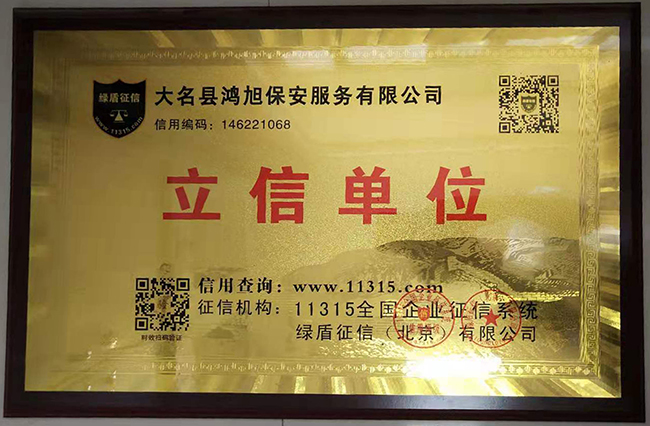 绿盾征信
www.11315.com
大名县鸿旭保安服务有限公司
信用编码：146221068
立信单位
信用查询：www.11315.com
征信机构：11315全国企业征信系统
绿盾征信（北京）有限公司